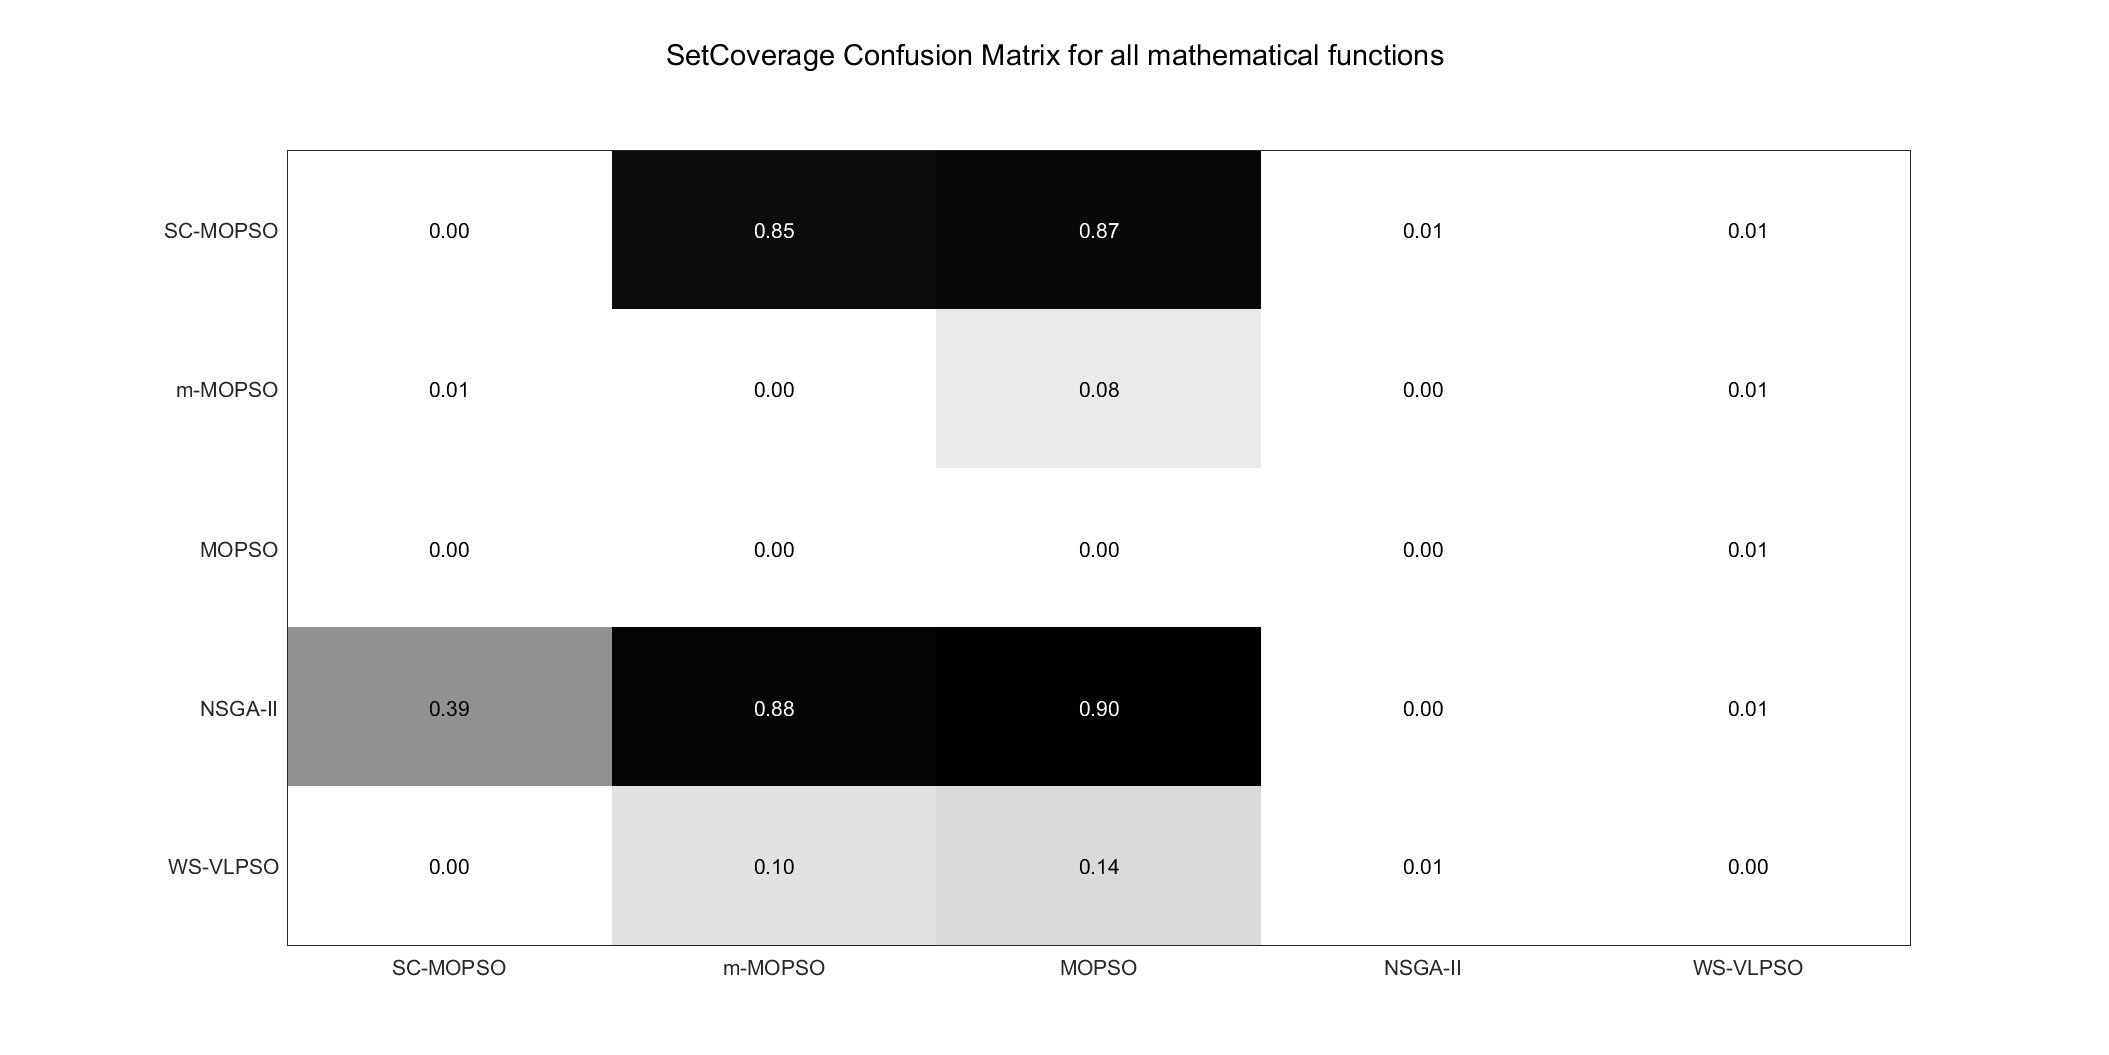 SetCoverage Confusion Matrix for all mathematical functions
SC-MOPSO 0.00 0.85 0.87 0.01 0.01
m-MOPSO 0.01 0.00 0.08 0.00 0.01
MOPSO 0.00 0.00 0.00 0.00 0.01
NSGA-II 0.39 0.88 0.90 0.00 0.01
WS-VLPSO 0.00 0.10 0.14 0.01 0.00
SC-MOPSO m-MOPSO MOPSO NSGA-II WS-VLPSO